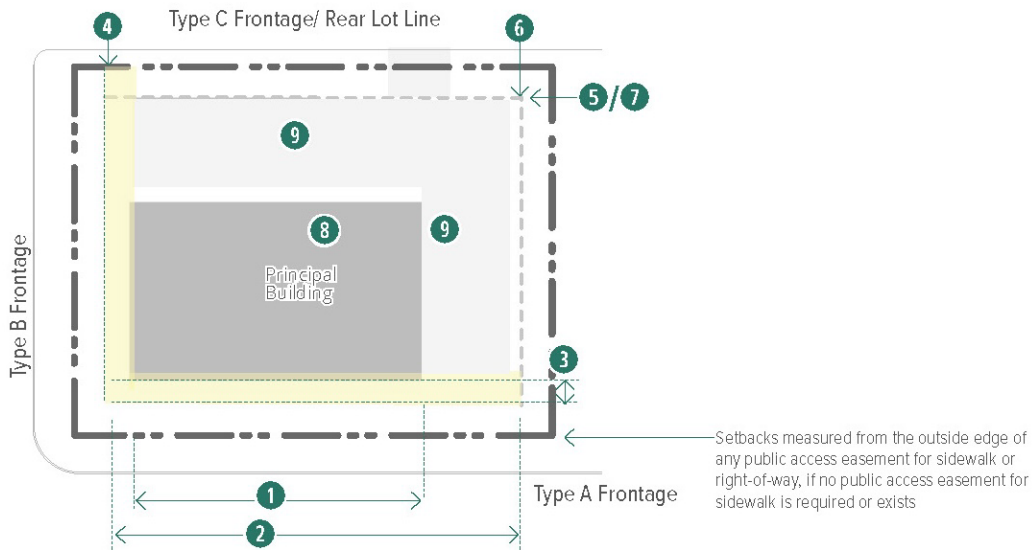 Type C Frontage/ Rear Lot Line
4
6
5/7
9
8
9
Principal
Building
Type B Frontage
3
Setbacks measured from the outside edge of
any public access easement for sidewalk or
right-of-way, if no public access easement for
sidewalk is required or exists
Type A Frontage
1
2